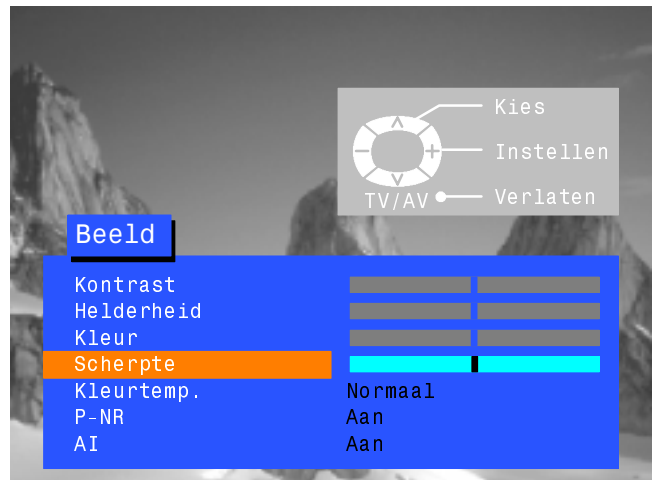 Kies
Instellen
TV/AV
Verlaten
Beeld
Kontrast
Helderheid
Kleur
Scherpte
Kleurtemp. Normaal
P-NR Aan
AI Aan